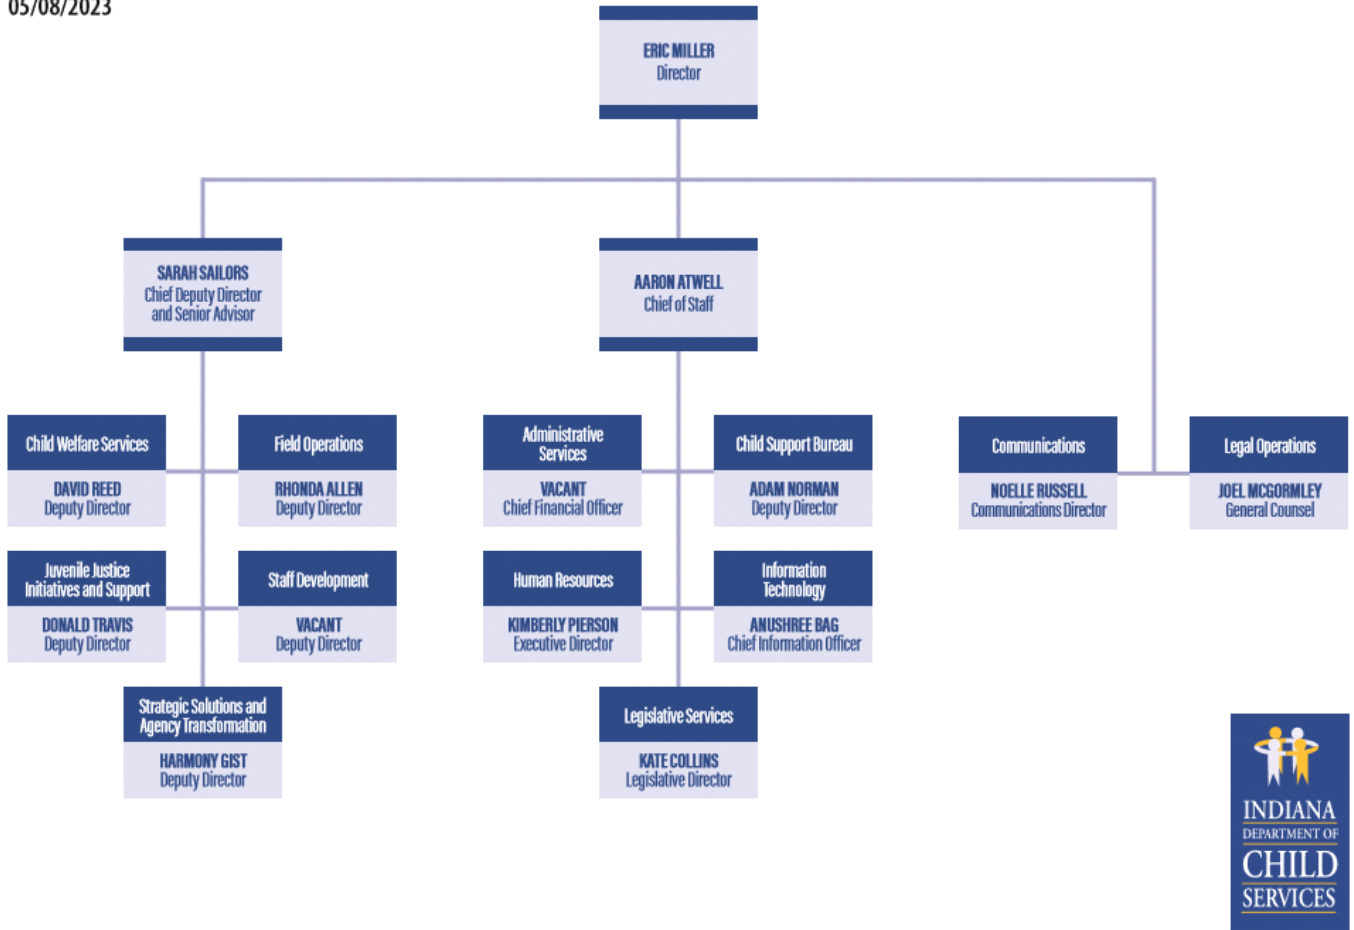 05/08/2023
ERIC MILLER
Director
SARAH SAILORS
Chief Deputy Director
and Senior Advisor
AARON ATWELL
Chief of Staff
Child Welfare Services
DAVID REED
Deputy Director
Field Operations
RHONDA ALLEN
Deputy Director
Administrative
Services
VACANT
Chief Financial Officer
Child Support Bureau
ADAM NORMAN
Deputy Director
Communications
NOELLE RUSSELL
Communications Director
Legal Operations
JOEL MCGORMLEY
General Counsel
Juvenile Justice
Initiatives and Support
DONALD TRAVIS
Deputy Director
Staff Development
VACANT
Deputy Director
Human Resources
KIMBERLY PIERSON
Executive Director
Information
Technology
ANUSHREE BAG
Chief Information Officer
Strategic Solutions and
Agency Transformation
HARMONY GIST
Deputy Director
Legislative Services
KATE COLLINS
Legislative Director
INDIANA
DEPARTMENT OF
CHILD
SERVICES